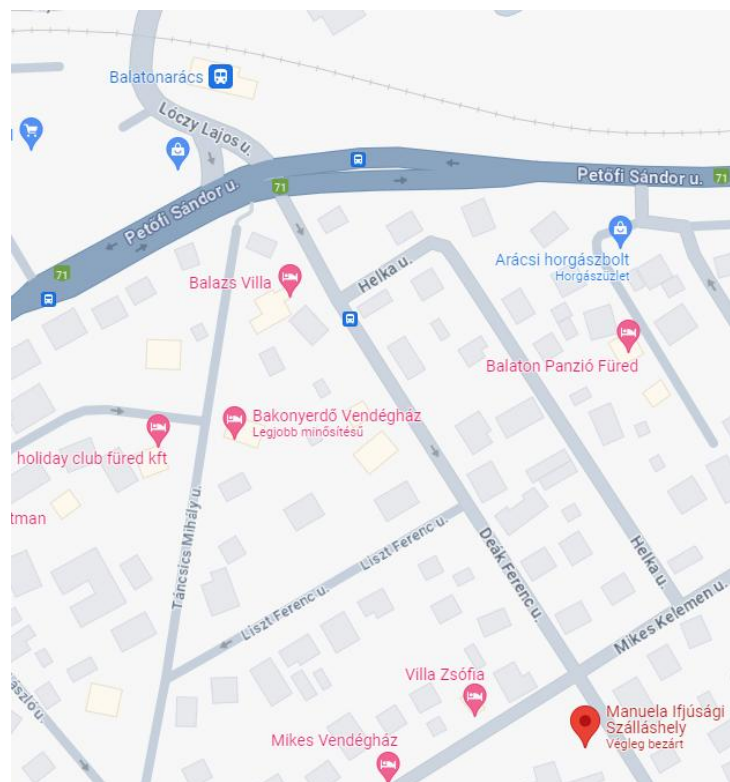 Balatonarács
Lóczy Lajos u.
Petőfi Sándor u.
Petőfi Sándor u.
71
71
71
Arácsi horgászbolt
Horgászüzlet
Helka u.
Balazs Villa
Balaton Panzió Füred
Bakonyerdő Vendégház
Legjobb minősítésű
holiday club füred kft
tman
Táncsics Mihály u.
Liszt Ferenc u.
Liszt Ferenc u.
Deák Ferenc u.
Helka u.
Mikes Kelemen u.
ászló u.
Villa Zsófia
Mikes Vendégház
Manuela Ifjúsági
Szálláshely
Végleg bezárt